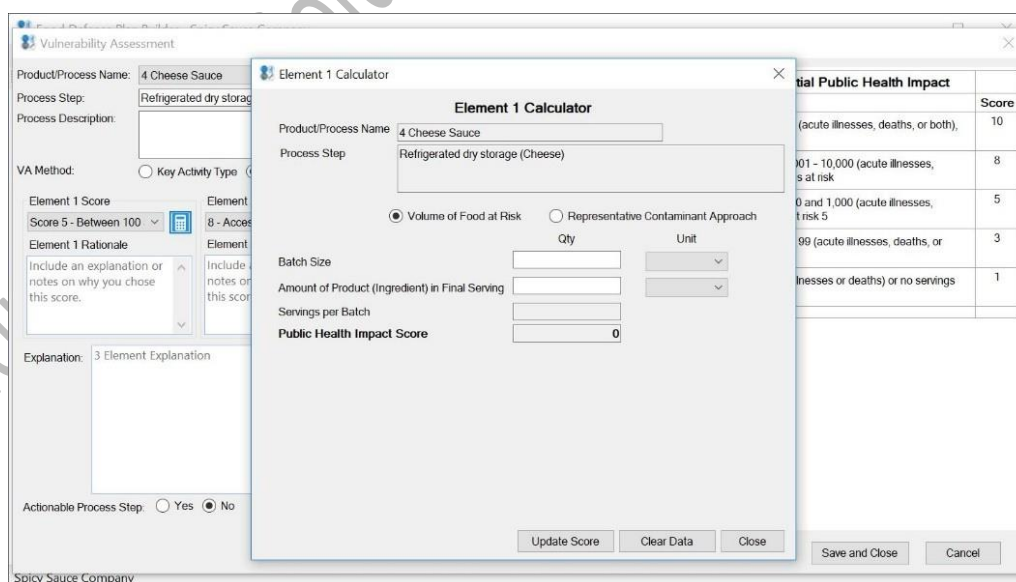 Vulnerability Assessment
Product/Process Name: 4 Cheese Sauce
Process Step: Refrigerated dry storag
Process Description:
VA Method: Key Activity Type
Element 1 Score Element
Score 5 - Between 100 8 - Acces
Element 1 Rationale Element
Include an explanation or
notes on why you chose
this score.
Include
notes or
this scor
Explanation: 3 Element Explanation
Actionable Process Step: Yes No
Element 1 Calculator
Element 1 Calculator
Product/Process Name 4 Cheese Sauce
Process Step Refrigerated dry storage (Cheese)
Volume of Food at Risk Representative Contaminant Approach
Qty Unit
Batch Size
Amount of Product (Ingredient) in Final Serving
Servings per Batch
Public Health Impact Score 0
Update Score Clear Data Close
tial Public Health Impact
Score
(acute illnesses, deaths, or both), 10
001 - 10,000 (acute illnesses, 8
s at risk
0 and 1,000 (acute illnesses, 5
t risk 5
99 (acute illnesses, deaths, or 3
lnesses or deaths) or no servings 1
Save and Close Cancel
Spicy Sauce Company